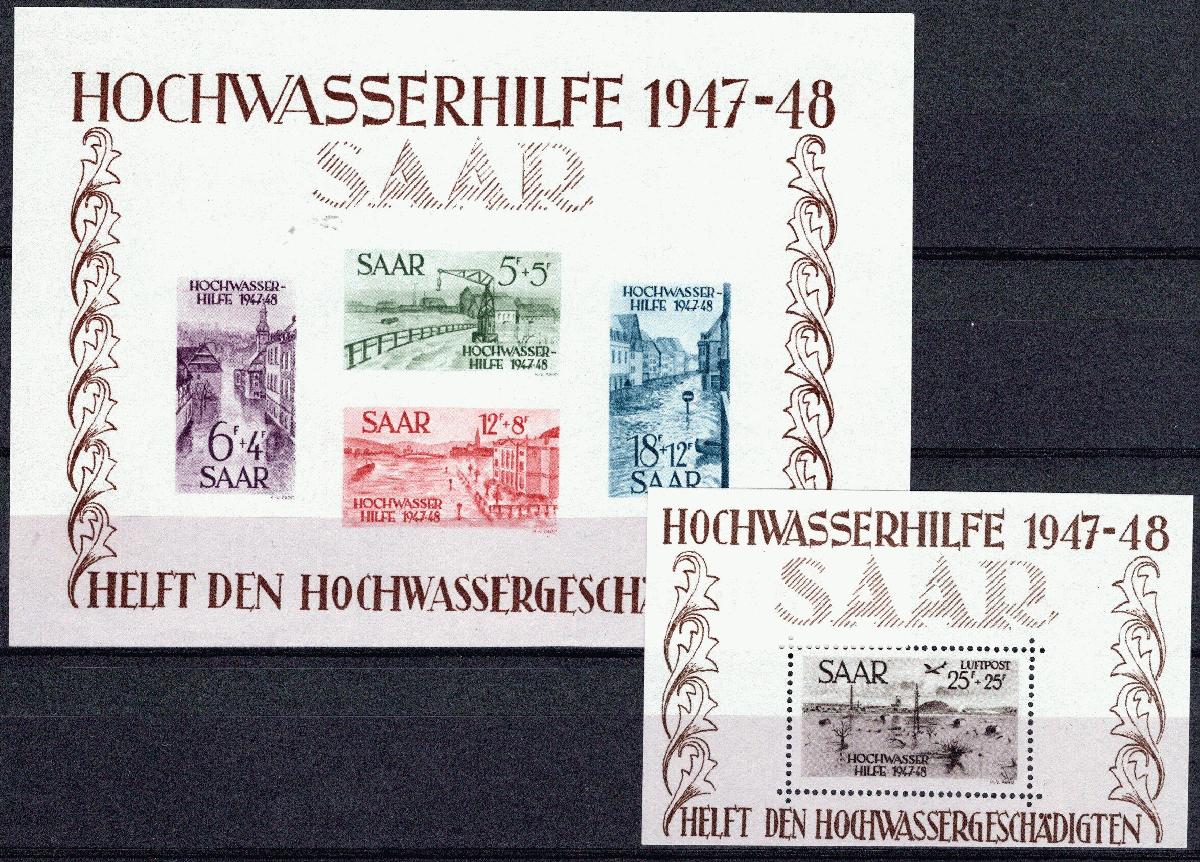 HOCHWASSERHILFE 1947-48
SAAR
HOCHWASSER-
HILFE 1947-48
6F+4F
SAAR
SAAR 5F+5F
HOCHWASSER-
HILFE 1947-48
SAAR 12F+8F
HOCHWASSER
HILFE 1947-48
HOCHWASSER-
HILFE 1947-48
18F+12F
SAAR
HELFT DEN HOCHWASSERGESCHÄ
HOCHWASSERHILFE 1947-48
SAAR
SAAR LUFTPOST
25F+25F
HOCHWASSER
HILFE 1947-48
HELFT DEN HOCHWASSERGESCHÄDIGTEN